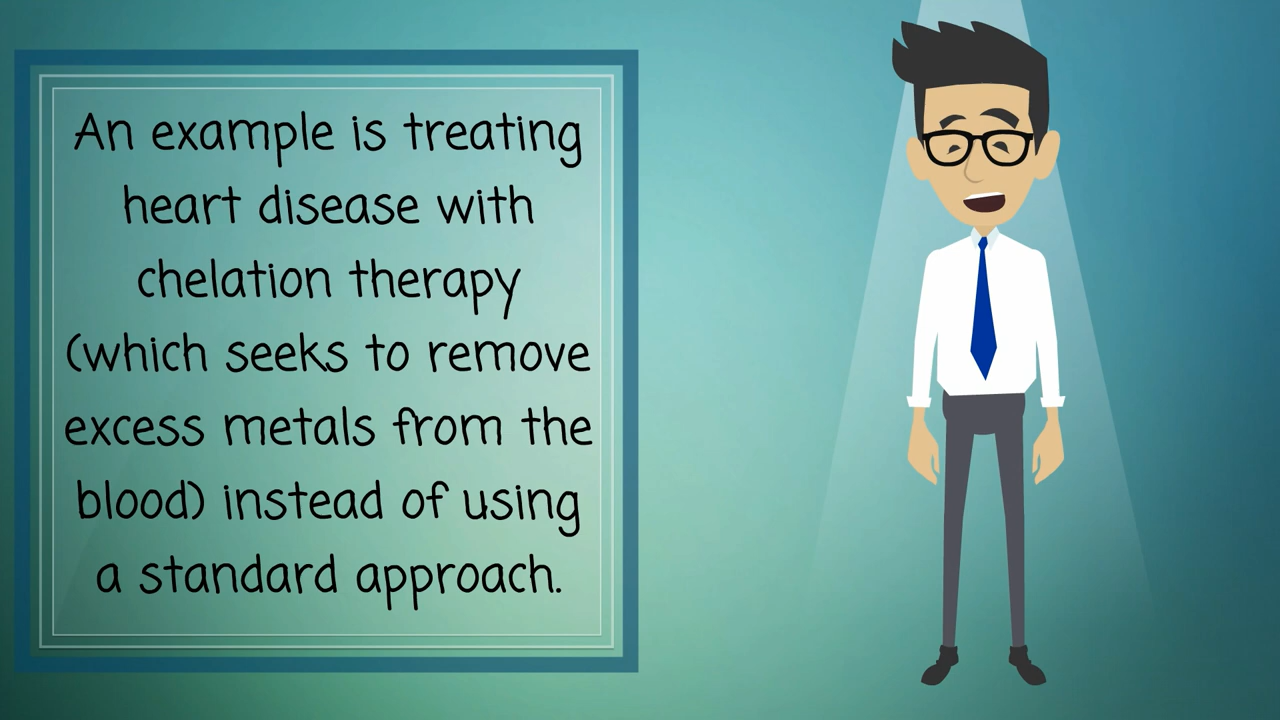 An example is treating
heart disease with
chelation therapy
(which seeks to remove
excess metals from the
blood) instead of using
a standard approach.